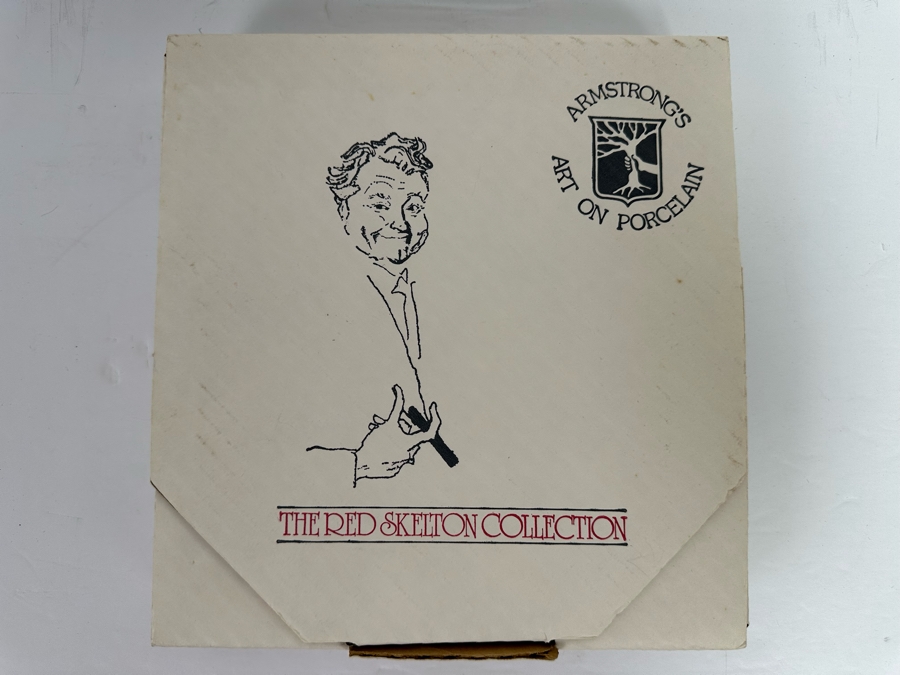 ARMSTRONG'S
ART ON PORCELAIN
THE RED SKELTON COLLECTION